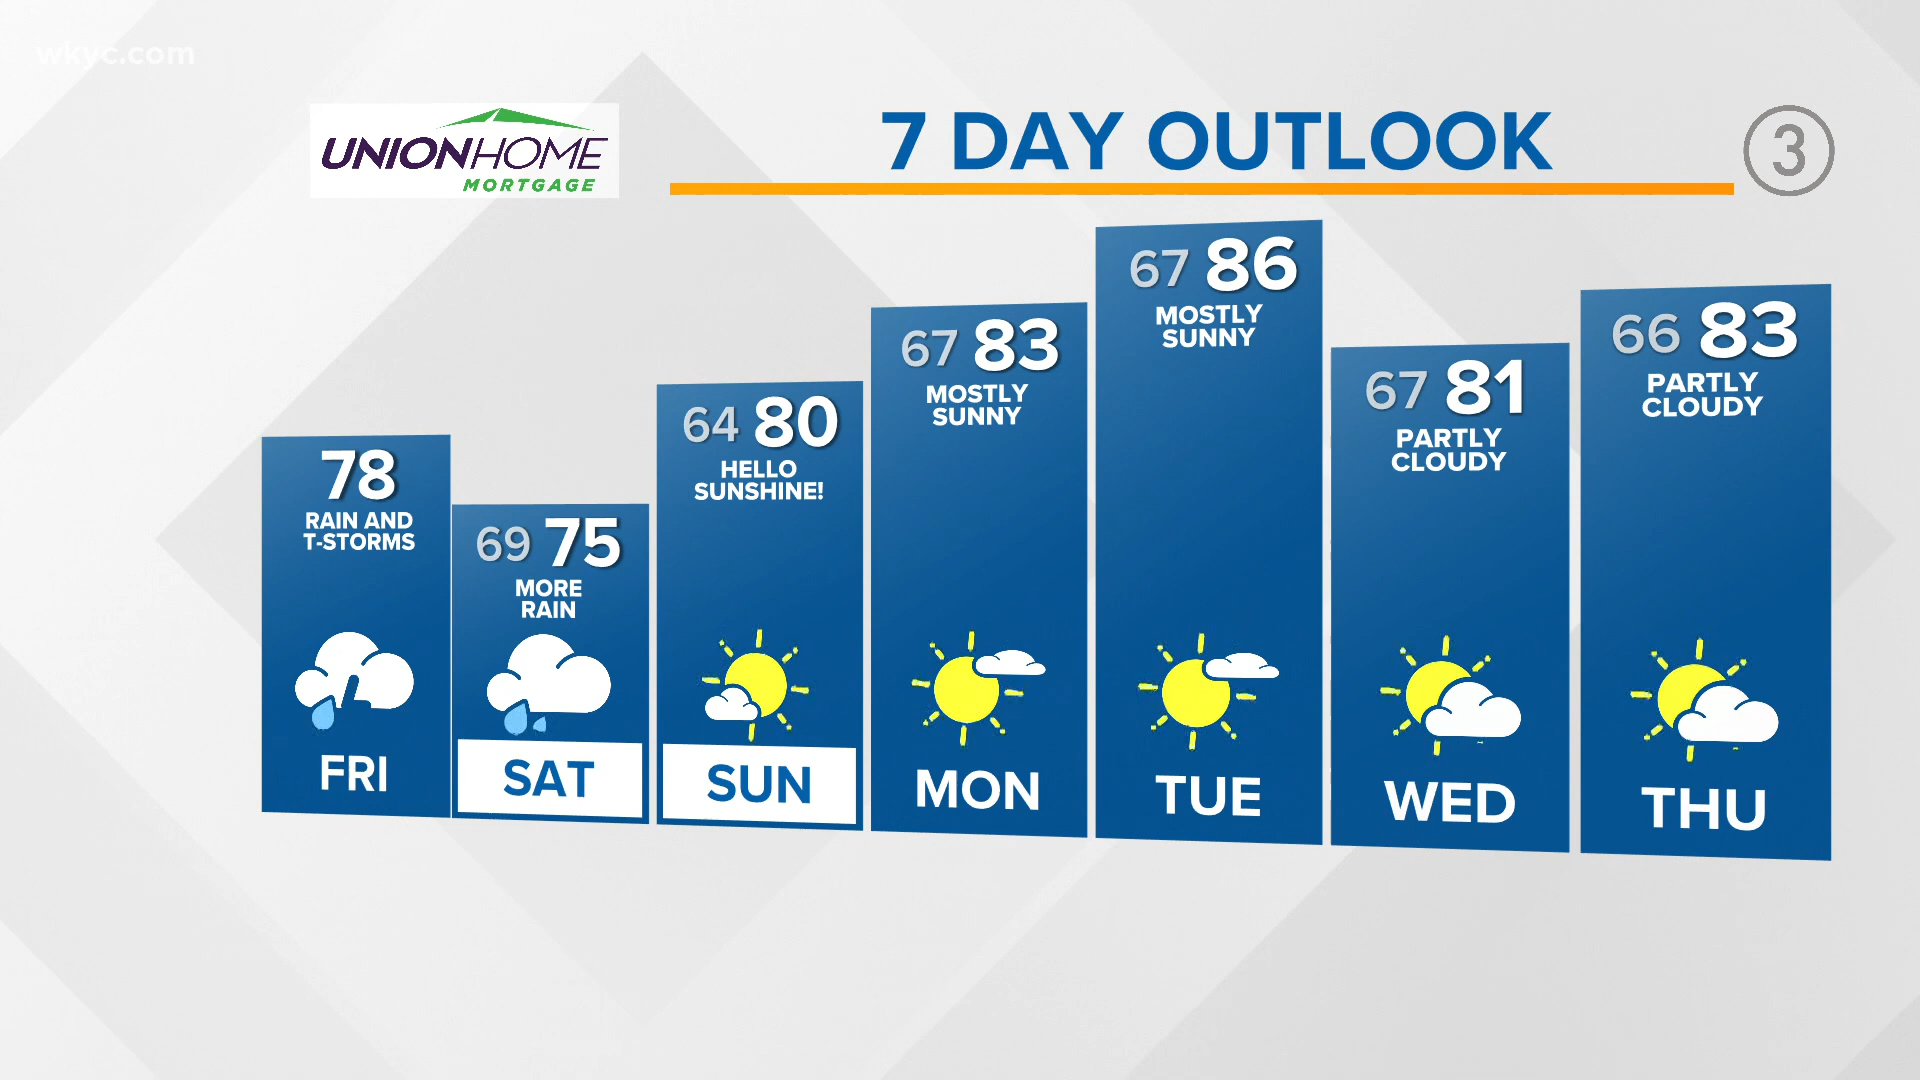 wkyc.com
UNIONHOME
MORTGAGE
7 DAY OUTLOOK
3
78
RAIN AND
T-STORMS
FRI
69 75
MORE
RAIN
SAT
64 80
HELLO
SUNSHINE!
SUN
67 83
MOSTLY
SUNNY
MON
67 86
MOSTLY
SUNNY
TUE
67 81
PARTLY
CLOUDY
WED
66 83
PARTLY
CLOUDY
THU